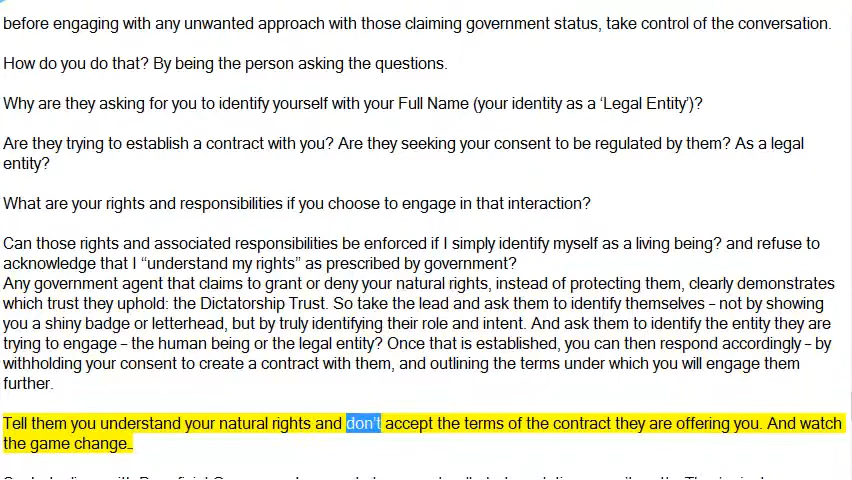 before engaging with any unwanted approach with those claiming government status, take control of the conversation.
How do you do that? By being the person asking the questions.
Why are they asking for you to identify yourself with your Full Name (your identity as a ‘Legal Entity’)?
Are they trying to establish a contract with you? Are they seeking your consent to be regulated by them? As a legal
entity?
What are your rights and responsibilities if you choose to engage in that interaction?
Can those rights and associated responsibilities be enforced if I simply identify myself as a living being? and refuse to
acknowledge that I “understand my rights” as prescribed by government?
Any government agent that claims to grant or deny your natural rights, instead of protecting them, clearly demonstrates
which trust they uphold: the Dictatorship Trust. So take the lead and ask them to identify themselves – not by showing
you a shiny badge or letterhead, but by truly identifying their role and intent. And ask them to identify the entity they are
trying to engage – the human being or the legal entity? Once that is established, you can then respond accordingly – by
withholding your consent to create a contract with them, and outlining the terms under which you will engage them
further.
Tell them you understand your natural rights and don’t accept the terms of the contract they are offering you. And watch
the game change…